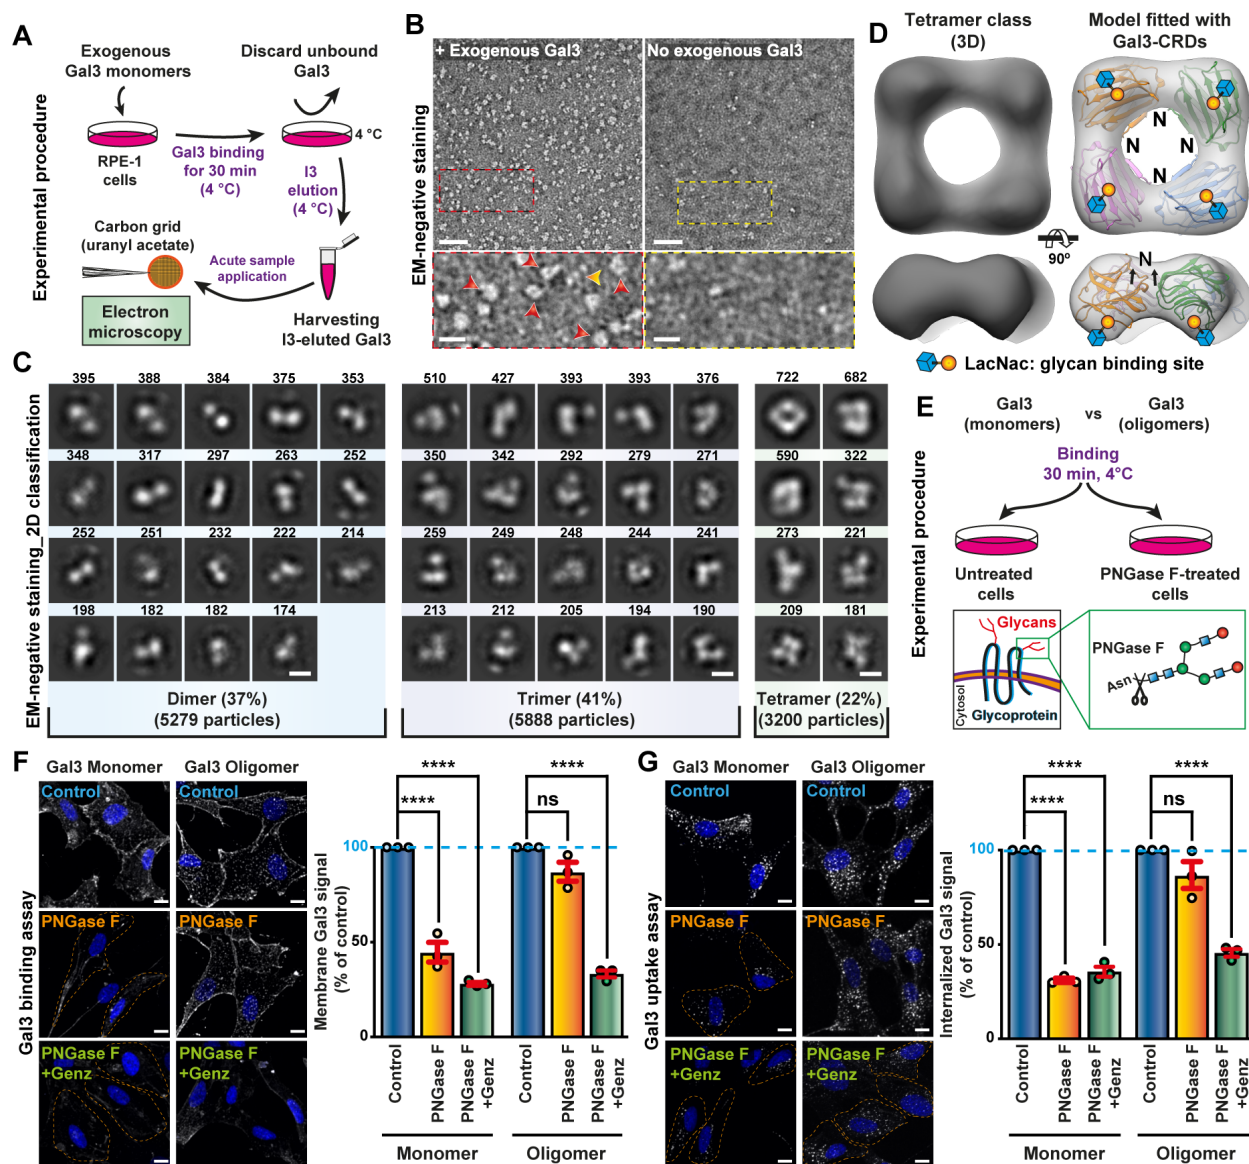 A
Experimental procedure
Exogenous
Gal3 monomers
Discard unbound
Gal3
4 °C
RPE-1
cells
Gal3 binding
for 30 min
(4 °C)
I3
elution
(4 °C)
Carbon grid
(uranyl acetate)
Acute sample
application
Electron
microscopy
Harvesting
I3-eluted Gal3
B
EM-negative staining
+ Exogenous Gal3
No exogenous Gal3
D
Tetramer class
(3D)
Model fitted with
Gal3-CRDs
N
N
N
N
90º
N
LacNac: glycan binding site
C
EM-negative staining_2D classification
395 388 384 375 353
348 317 297 263 252
252 251 232 222 214
198 182 182 174
Dimer (37%)
(5279 particles)
510 427 393 393 376
350 342 292 279 271
259 249 248 244 241
213 212 205 194 190
Trimer (41%)
(5888 particles)
722 682
590 322
273 221
209 181
Tetramer (22%)
(3200 particles)
E
Experimental procedure
Gal3
(monomers)
vs
Gal3
(oligomers)
Binding
30 min, 4°C
Untreated
cells
PNGase F-treated
cells
Glycans
Cytosol
Glycoprotein
PNGase F
Asn
F
Gal3 binding assay
Gal3 Monomer
Gal3 Oligomer
Control
Control
PNGase F
PNGase F
PNGase F
+Genz
PNGase F
+Genz
Membrane Gal3 signal
(% of control)
100
50
0
****
****
****
ns
Control
PNGase F
PNGase F
+Genz
Control
PNGase F
PNGase F
+Genz
Monomer
Oligomer
G
Gal3 uptake assay
Gal3 Monomer
Gal3 Oligomer
Control
Control
PNGase F
PNGase F
PNGase F
+Genz
PNGase F
+Genz
Internalized Gal3 signal
(% of control)
100
50
0
****
****
****
ns
Control
PNGase F
PNGase F
+Genz
Control
PNGase F
PNGase F
+Genz
Monomer
Oligomer